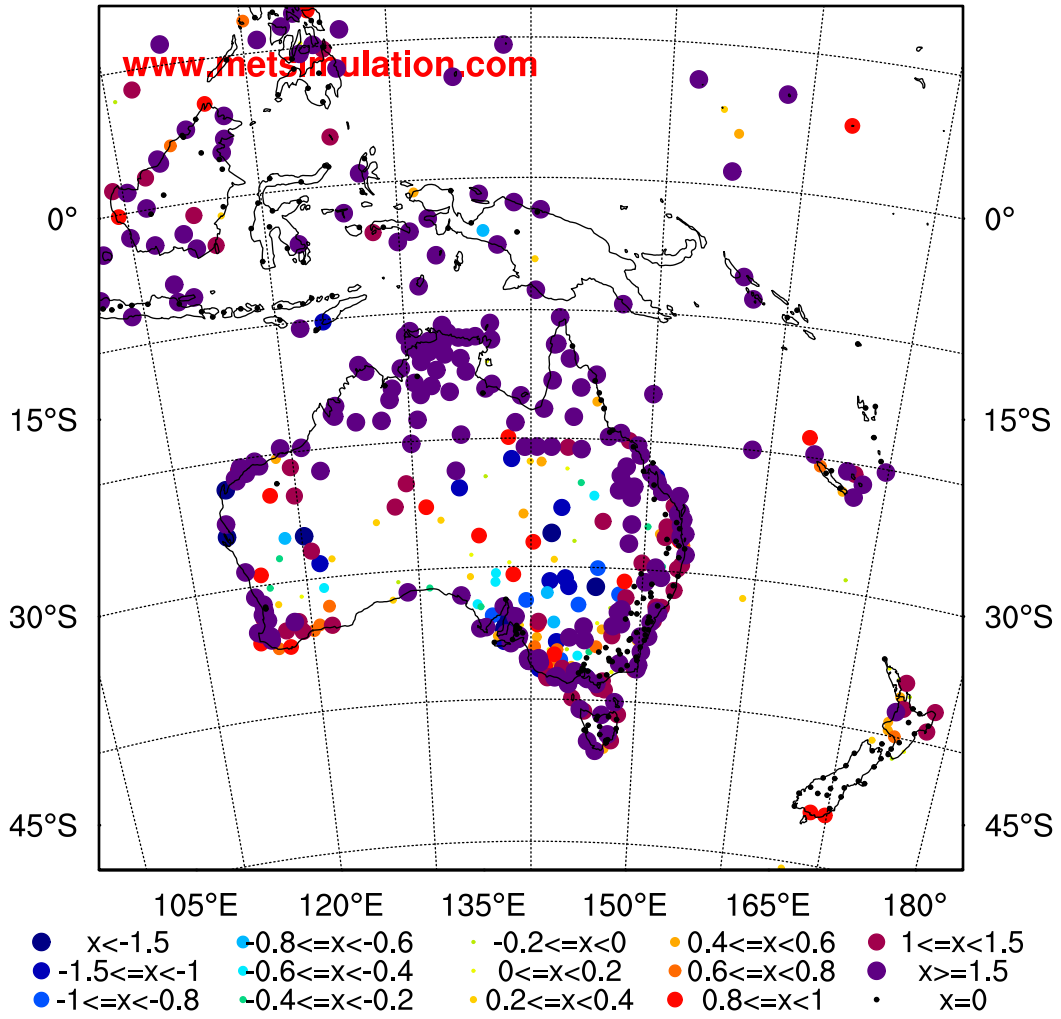 www.metsimulation.com
0° 0°
15°S 15°S
30°S 30°S
45°S 45°S
105°E 120°E 135°E 150°E 165°E 180°
x<-1.5 -0.8<=x<-0.6 -0.2<=x<0 0.4<=x<0.6 1<=x<1.5
-1.5<=x<-1 -0.6<=x<-0.4 0<=x<0.2 0.6<=x<0.8 x>=1.5
-1<=x<-0.8 -0.4<=x<-0.2 0.2<=x<0.4 0.8<=x<1 x=0